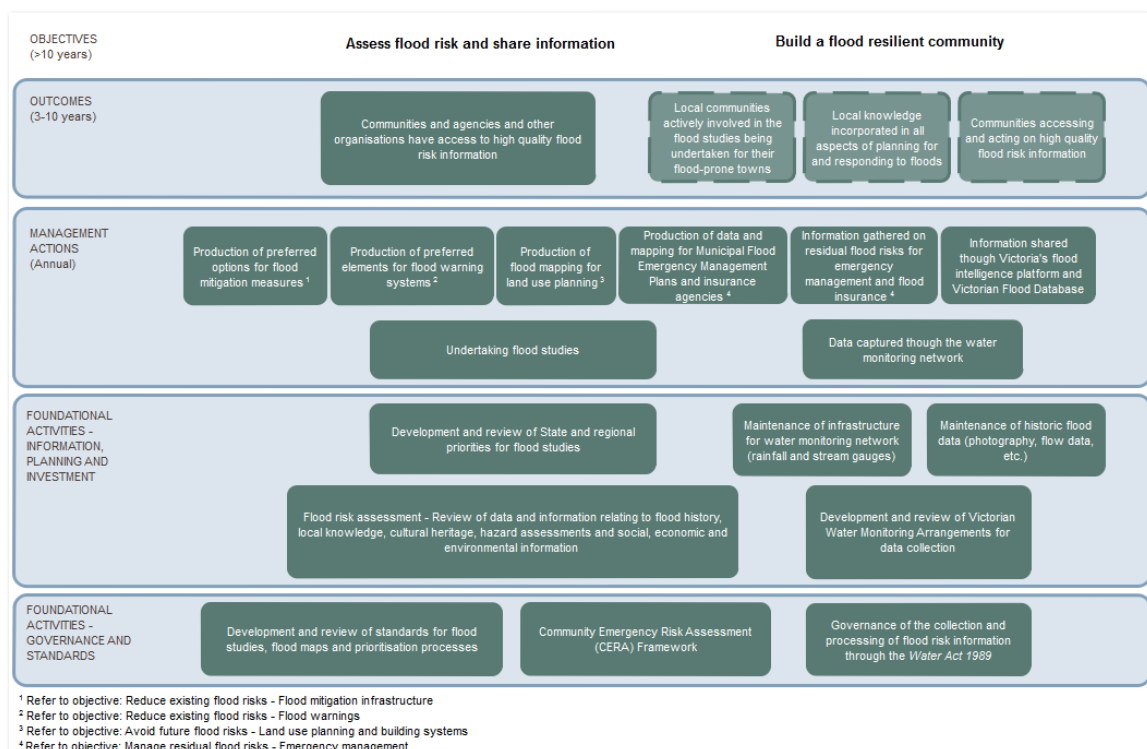 OBJECTIVES
(>10 years)
Assess flood risk and share information
Build a flood resilient community
OUTCOMES
(3-10 years)
Communities and agencies and other
organisations have access to high quality flood
risk information
Local communities
actively involved in the
flood studies being
undertaken for their
flood-prone towns
Local knowledge
incorporated in all
aspects of planning for
and responding to floods
Communities accessing
and acting on high quality
flood risk information
MANAGEMENT
ACTIONS
(Annual)
Production of preferred
options for flood
mitigation measures ¹
Production of preferred
elements for flood warning
systems ²
Production of
flood mapping for
land use planning ³
Production of data and
mapping for Municipal Flood
Emergency Management
Plans and insurance
agencies ⁴
Information gathered on
residual flood risks for
emergency
management and flood
insurance ⁴
Information shared
though Victoria's flood
intelligence platform and
Victorian Flood Database
Undertaking flood studies
Data captured though the water
monitoring network
FOUNDATIONAL
ACTIVITIES -
INFORMATION,
PLANNING AND
INVESTMENT
Development and review of State and regional
priorities for flood studies
Maintenance of infrastructure
for water monitoring network
(rainfall and stream gauges)
Maintenance of historic flood
data (photography, flow data,
etc.)
Flood risk assessment - Review of data and information relating to flood history,
local knowledge, cultural heritage, hazard assessments and social, economic and
environmental information
Development and review of Victorian
Water Monitoring Arrangements for
data collection
FOUNDATIONAL
ACTIVITIES -
GOVERNANCE AND
STANDARDS
Development and review of standards for flood
studies, flood maps and prioritisation processes
Community Emergency Risk Assessment
(CERA) Framework
Governance of the collection and
processing of flood risk information
through the Water Act 1989
¹ Refer to objective: Reduce existing flood risks - Flood mitigation infrastructure
² Refer to objective: Reduce existing flood risks - Flood warnings
³ Refer to objective: Avoid future flood risks - Land use planning and building systems
⁴ Refer to objective: Manage residual flood risks - Emergency management